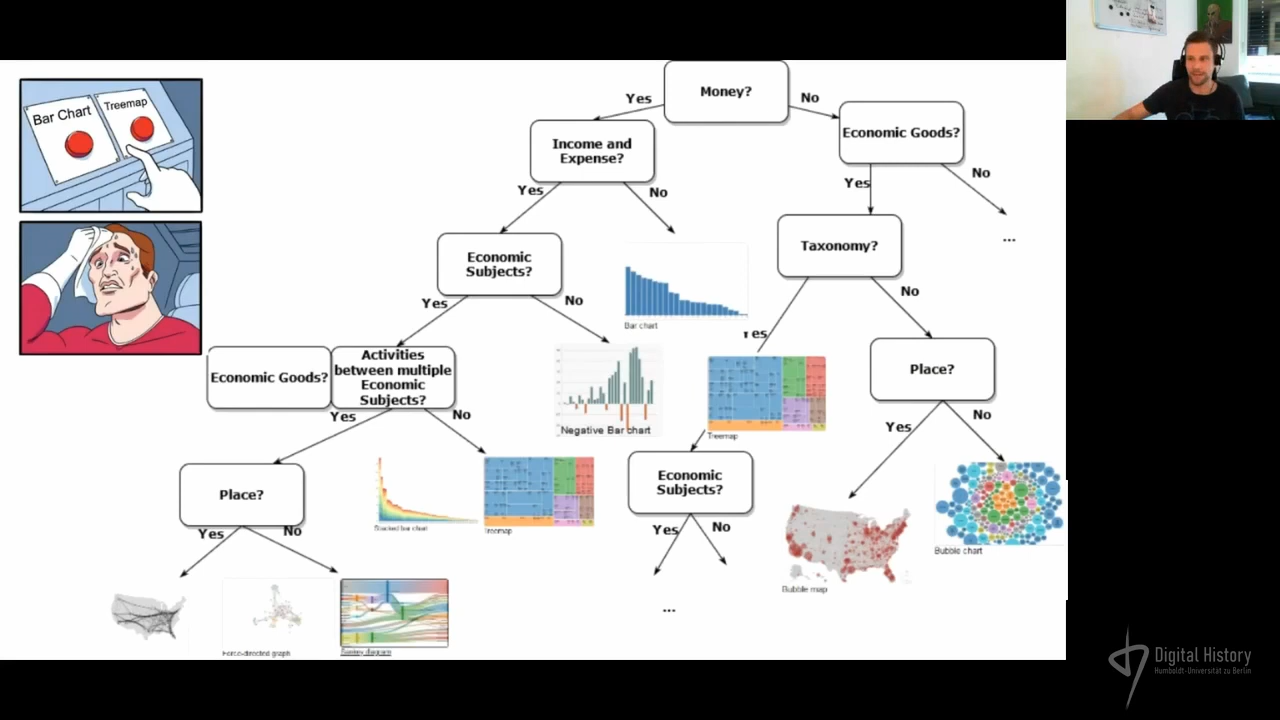 Bar Chart
Treemap
Money?
Yes
No
Income and
Expense?
Economic Goods?
Yes
No
Yes
No
Economic
Subjects?
Taxonomy?
...
Yes
No
Bar chart
Yes
No
Economic Goods?
Activities
between multiple
Economic
Subjects?
Negative Bar chart
Treemap
Place?
Yes
No
Yes
No
Place?
Stacked bar chart
Treemap
Economic
Subjects?
Bubble map
Bubble chart
Yes
No
Yes
No
...
Force-directed graph
Sankey diagram
Digital History
Humboldt-Universität zu Berlin